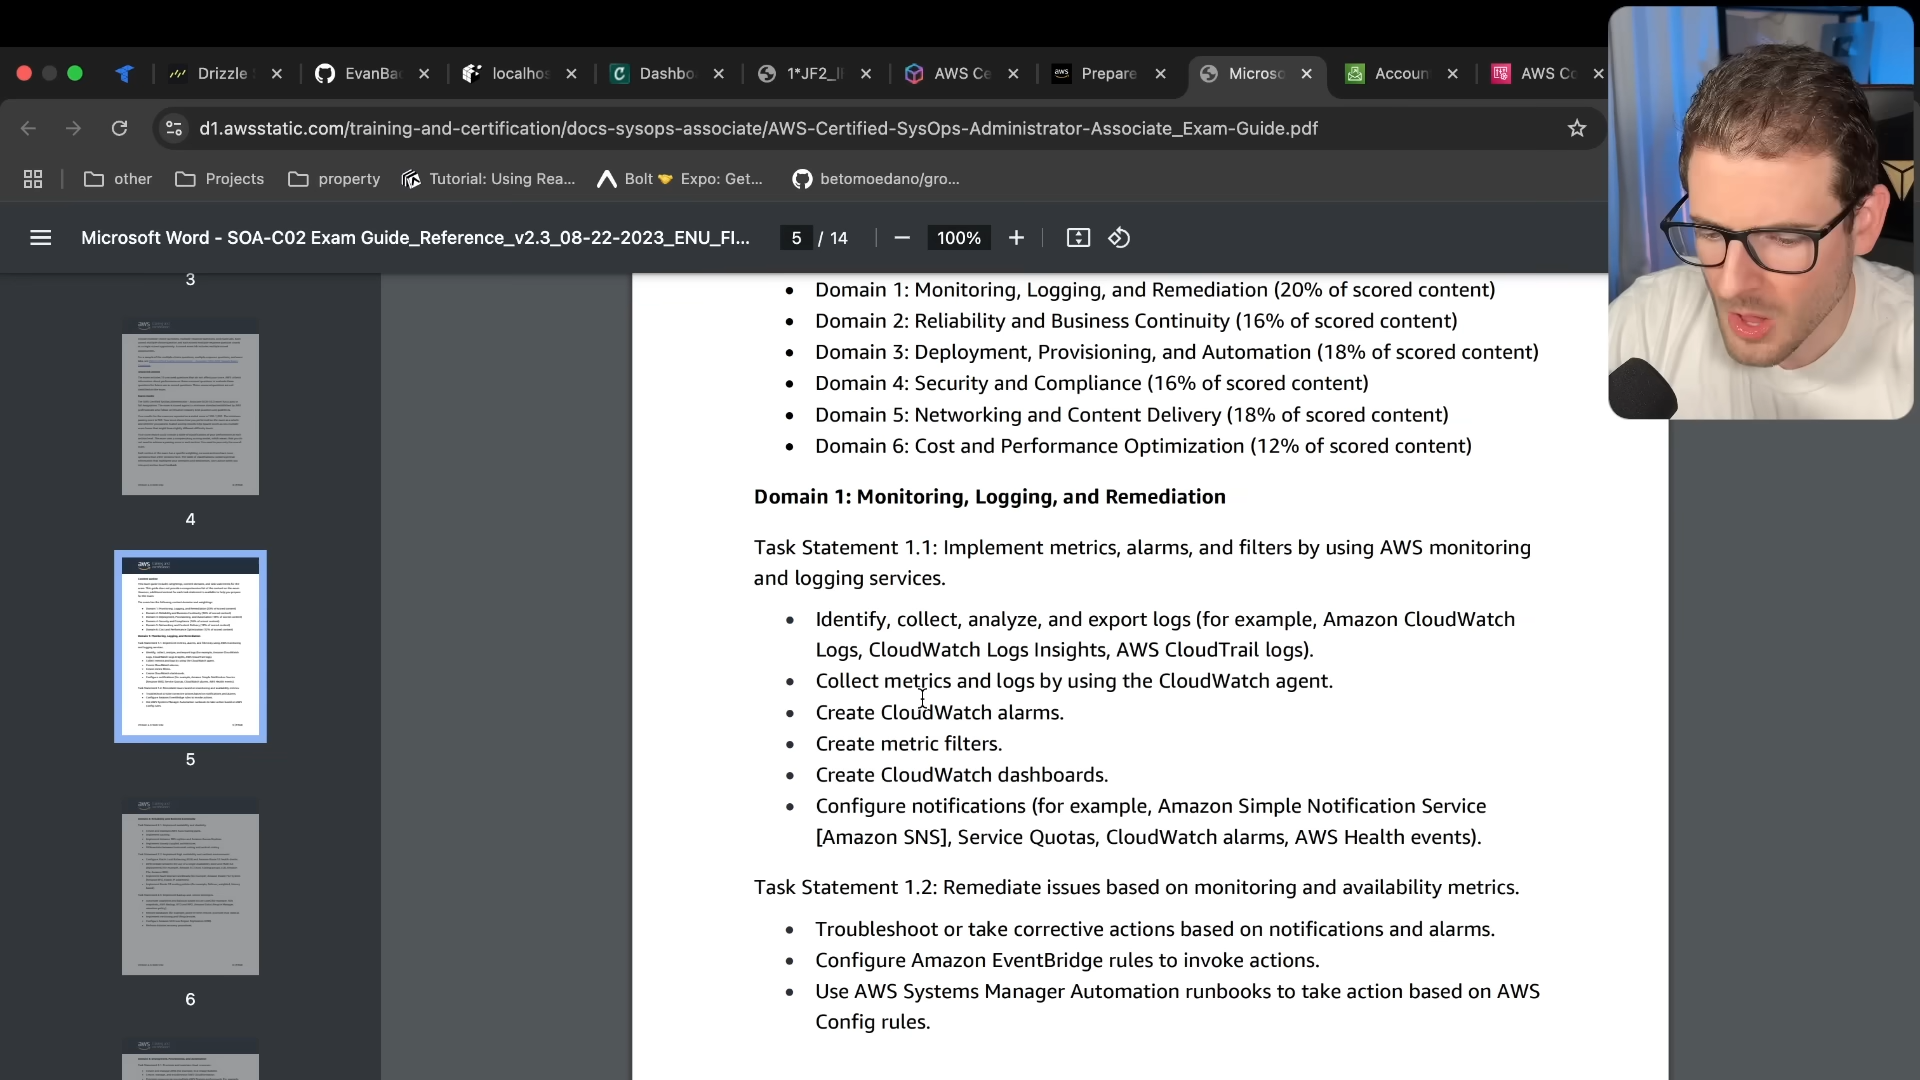 Drizzle
EvanBa
localhos
Dashbo
1*JF2_I
AWS Ce
aws
Prepare
Microso
Accoun
AWS Co
d1.awsstatic.com/training-and-certification/docs-sysops-associate/AWS-Certified-SysOps-Administrator-Associate_Exam-Guide.pdf
other
Projects
property
Tutorial: Using Rea...
Bolt 🤝 Expo: Get...
betomoedano/gro...
Microsoft Word - SOA-C02 Exam Guide_Reference_v2.3_08-22-2023_ENU_FI...
5 / 14
100%
3
4
5
6
Domain 1: Monitoring, Logging, and Remediation (20% of scored content)
Domain 2: Reliability and Business Continuity (16% of scored content)
Domain 3: Deployment, Provisioning, and Automation (18% of scored content)
Domain 4: Security and Compliance (16% of scored content)
Domain 5: Networking and Content Delivery (18% of scored content)
Domain 6: Cost and Performance Optimization (12% of scored content)
Domain 1: Monitoring, Logging, and Remediation
Task Statement 1.1: Implement metrics, alarms, and filters by using AWS monitoring
and logging services.
Identify, collect, analyze, and export logs (for example, Amazon CloudWatch
Logs, CloudWatch Logs Insights, AWS CloudTrail logs).
Collect metrics and logs by using the CloudWatch agent.
Create CloudWatch alarms.
Create metric filters.
Create CloudWatch dashboards.
Configure notifications (for example, Amazon Simple Notification Service
[Amazon SNS], Service Quotas, CloudWatch alarms, AWS Health events).
Task Statement 1.2: Remediate issues based on monitoring and availability metrics.
Troubleshoot or take corrective actions based on notifications and alarms.
Configure Amazon EventBridge rules to invoke actions.
Use AWS Systems Manager Automation runbooks to take action based on AWS
Config rules.